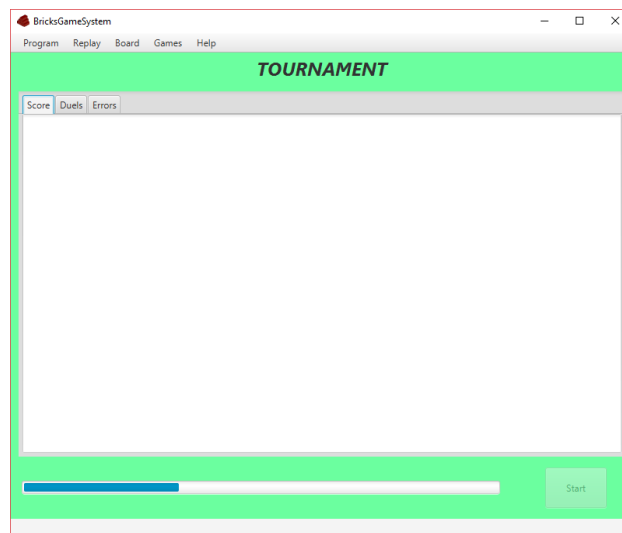 BricksGameSystem
Program Replay Board Games Help
TOURNAMENT
Score Duels Errors
Start